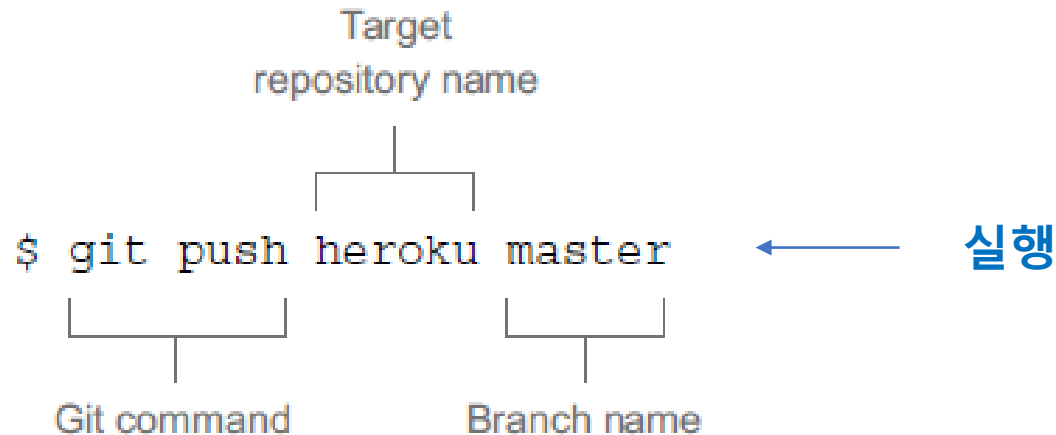 Target
repository name
$ git push heroku master
실행
Git command
Branch name